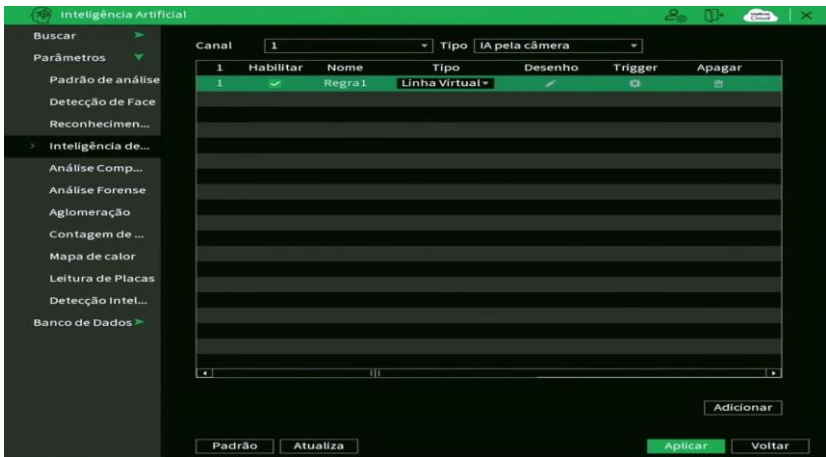 Inteligência Artificial
Buscar
Parâmetros
Padrão de análise
Detecção de Face
Reconhecimen...
Inteligência de...
Análise Comp...
Análise Forense
Aglomeração
Contagem de ...
Mapa de calor
Leitura de Placas
Detecção Intel...
Banco de Dados
Canal 1 Tipo IA pela câmera
1 Habilitar Nome Tipo Desenho Trigger Apagar
1 Regra1 Linha Virtual
Adicionar
Padrão Atualiza Aplicar Voltar